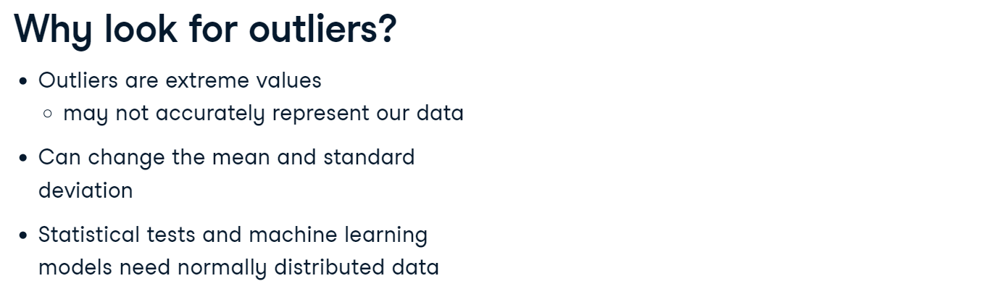 Why look for outliers?
• Outliers are extreme values
○ may not accurately represent our data
• Can change the mean and standard
deviation
• Statistical tests and machine learning
models need normally distributed data